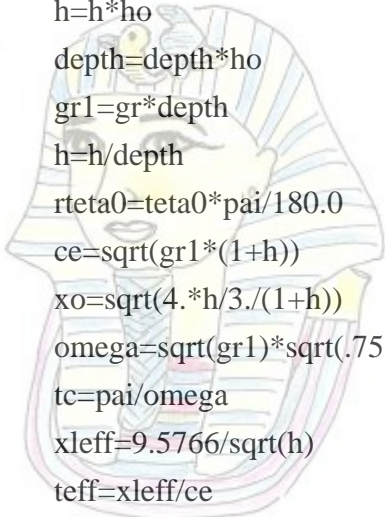 h=h*ho
depth=depth*ho
gr1=gr*depth
h=h/depth
rteta0=teta0*pai/180.0
ce=sqrt(gr1*(1+h))
xo=sqrt(4.*h/3./(1+h))
omega=sqrt(gr1)*sqrt(.75
tc=pai/omega
xleff=9.5766/sqrt(h)
teff=xleff/ce